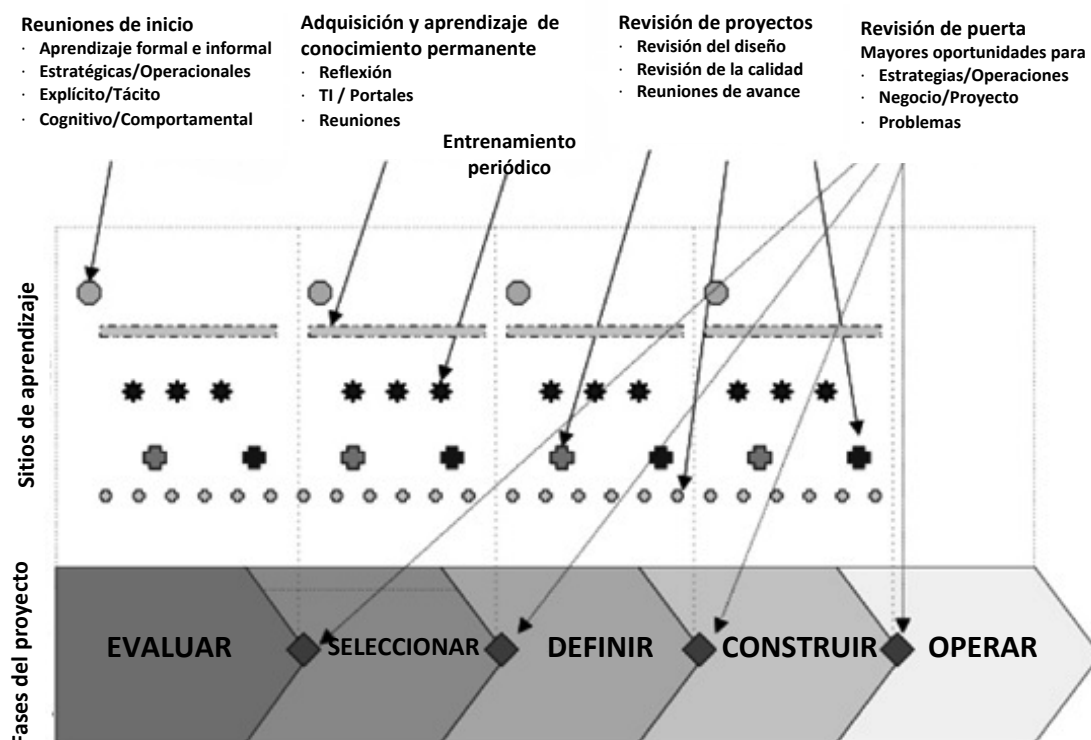 Reuniones de inicio
· Aprendizaje formal e informal
· Estratégicas/Operacionales
· Explícito/Tácito
· Cognitivo/Comportamental
Adquisición y aprendizaje de
conocimiento permanente
· Reflexión
· TI / Portales
· Reuniones
Entrenamiento
periódico
Revisión de proyectos
· Revisión del diseño
· Revisión de la calidad
· Reuniones de avance
Revisión de puerta
Mayores oportunidades para
· Estrategias/Operaciones
· Negocio/Proyecto
· Problemas
Sitios de aprendizaje
Fases del proyecto
EVALUAR
SELECCIONAR
DEFINIR
CONSTRUIR
OPERAR